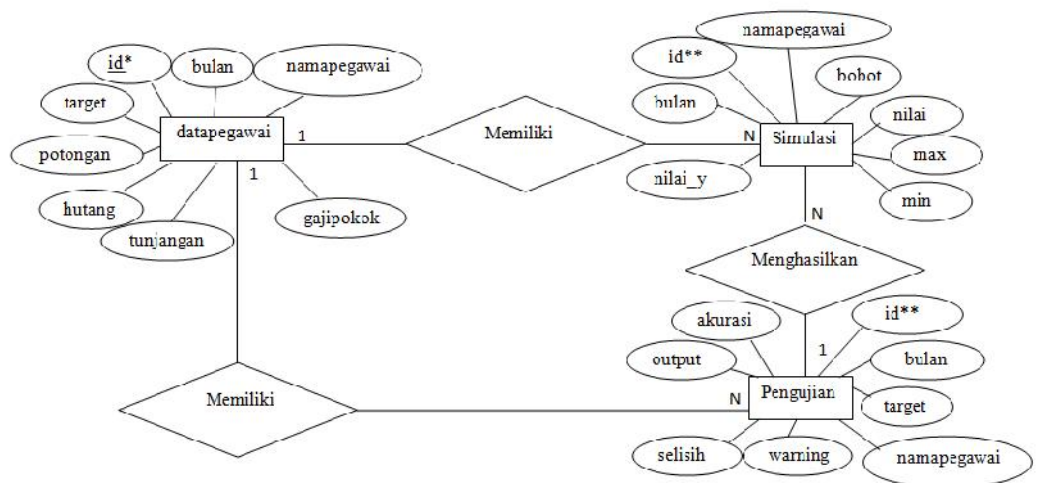 namapegawai
id**
bobot
bulan
nilai
Simulasi
max
nilai_y
min
id*
bulan
namapegawai
target
datapegawai
potongan
hutang
tunjangan
gajipokok
1
Memiliki
N
1
N
Menghasilkan
1
akurasi
id**
output
bulan
Pengujian
target
selisih
warning
namapegawai
Memiliki
N